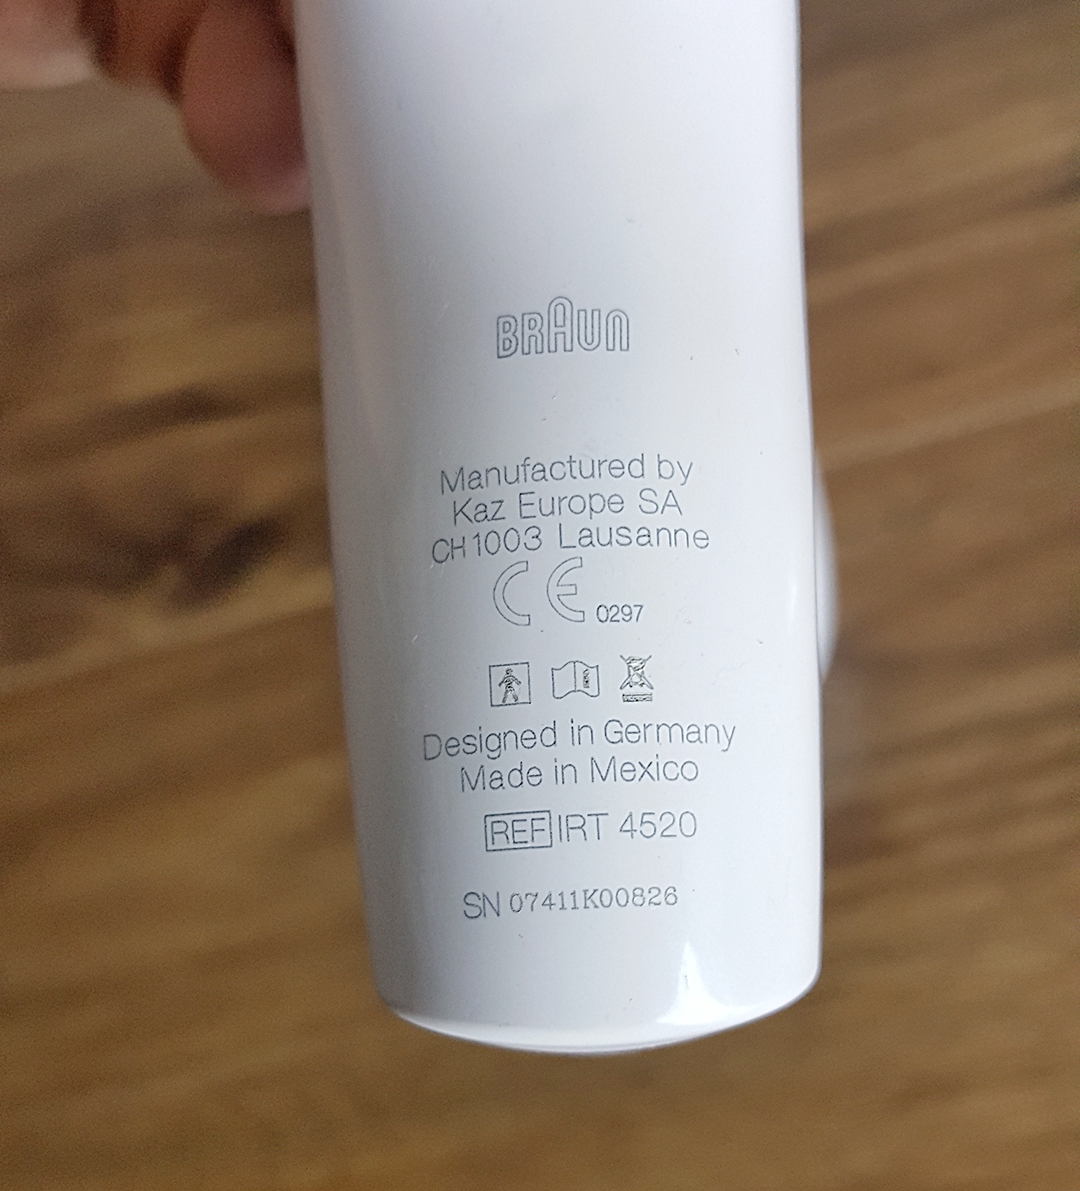 BRAUN
Manufactured by
Kaz Europe SA
CH 1003 Lausanne
CE 0297
Designed in Germany
Made in Mexico
REF IRT 4520
SN 07411K00826